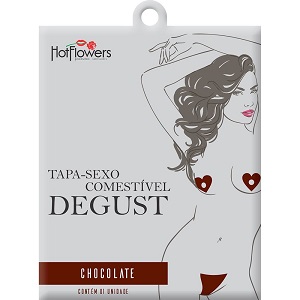 HotFlowers
TAPA-SEXO
COMESTÍVEL
DEGUST
CHOCOLATE
CONTÉM 01 UNIDADE